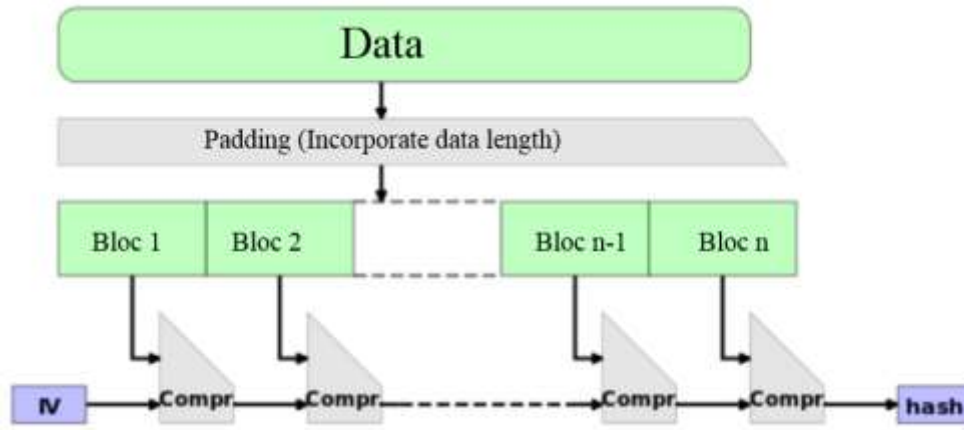 Data
Padding (Incorporate data length)
Bloc 1 Bloc 2 Bloc n-1 Bloc n
IV Compr Compr Compr Compr hash